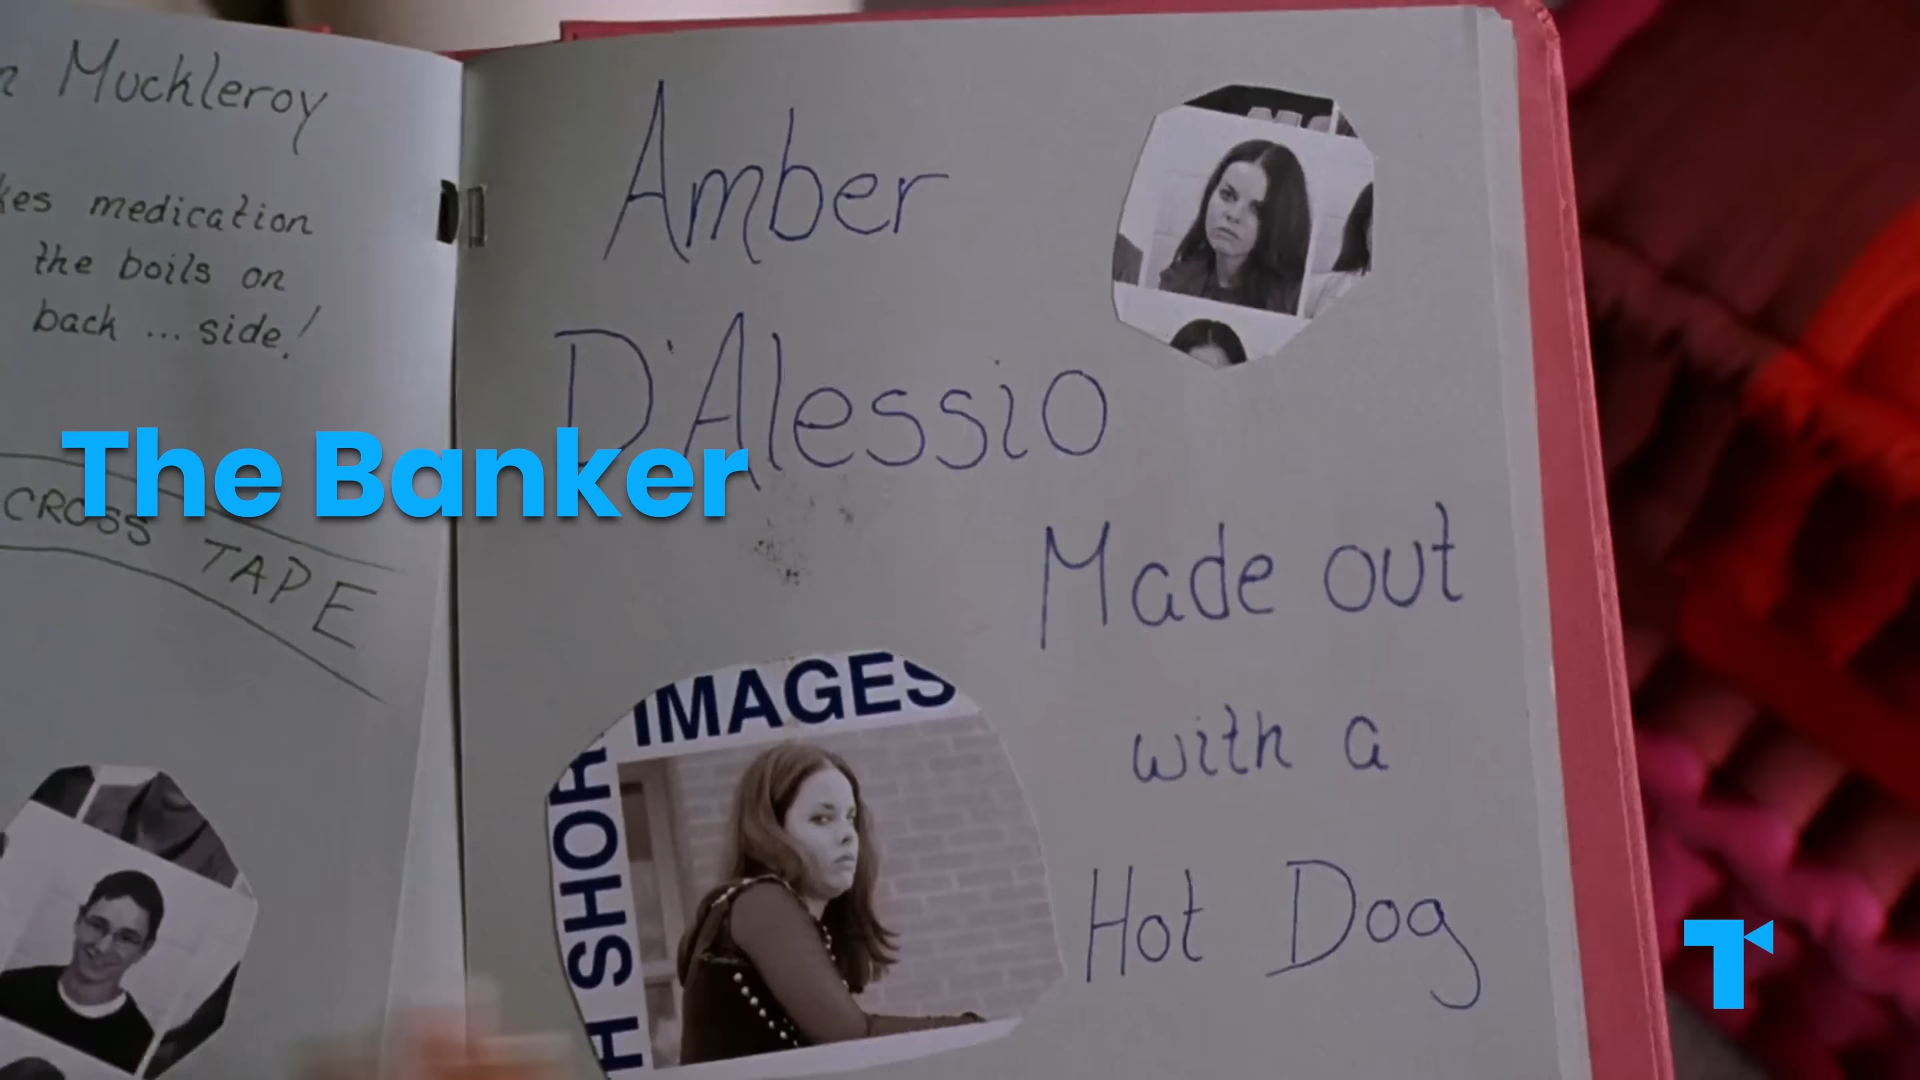 Muckleroy
medication
the boils on
back ... side!
CROSS TAPE
Amber
D'Alessio
Made out
with a
Hot Dog
IMAGES
SHOR
The Banker